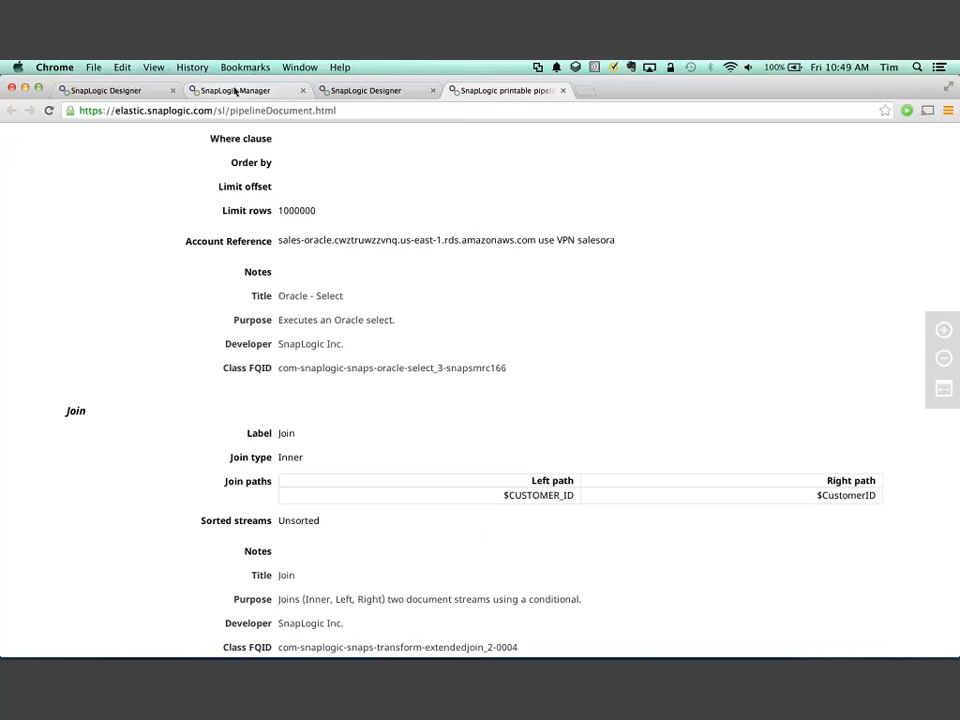 Chrome File Edit View History Bookmarks Window Help 100% Fri 10:49 AM Tim
SnapLogic Designer SnapLogic Manager SnapLogic Designer SnapLogic printable pipeli
https://elastic.snaplogic.com/sl/pipelineDocument.html
Where clause
Order by
Limit offset
Limit rows 1000000
Account Reference sales-oracle.cwztruwzzvnq.us-east-1.rds.amazonaws.com use VPN salesora
Notes
Title Oracle - Select
Purpose Executes an Oracle select.
Developer SnapLogic Inc.
Class FQID com-snaplogic-snaps-oracle-select_3-snapsmrc166
Join
Label Join
Join type Inner
Join paths Left path Right path
$CUSTOMER_ID $CustomerID
Sorted streams Unsorted
Notes
Title Join
Purpose Joins (Inner, Left, Right) two document streams using a conditional.
Developer SnapLogic Inc.
Class FQID com-snaplogic-snaps-transform-extendedjoin_2-0004